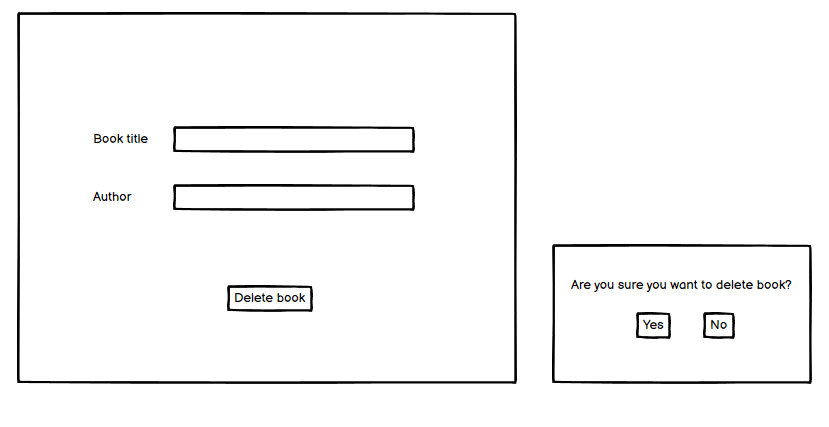 Book title
Author
Delete book
Are you sure you want to delete book?
Yes No